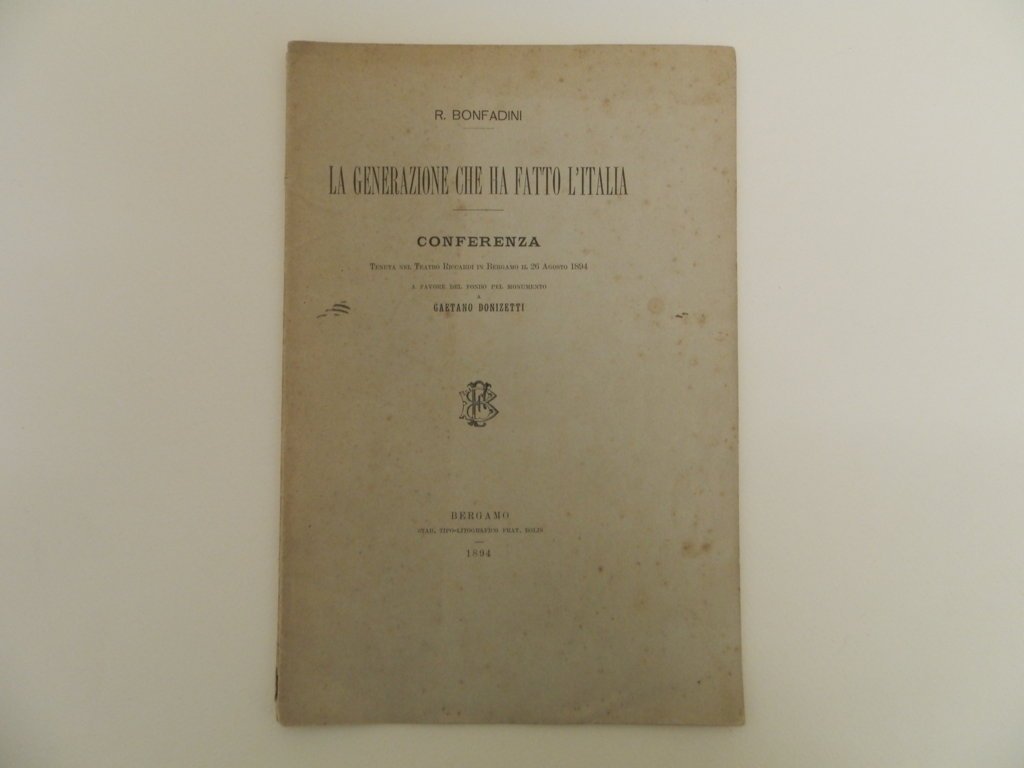 R. BONFADINI
LA GENERAZIONE CHE HA FATTO L'ITALIA
CONFERENZA
TENUTA NEL TEATRO RICCARDI IN BERGAMO IL 26 AGOSTO 1894
A FAVORE DEL FONDO PEL MONUMENTO
A
GAETANO DONIZETTI
BERGAMO
STAB. TIPO-LITOGRAFICO FRAT. BOLIS
1894